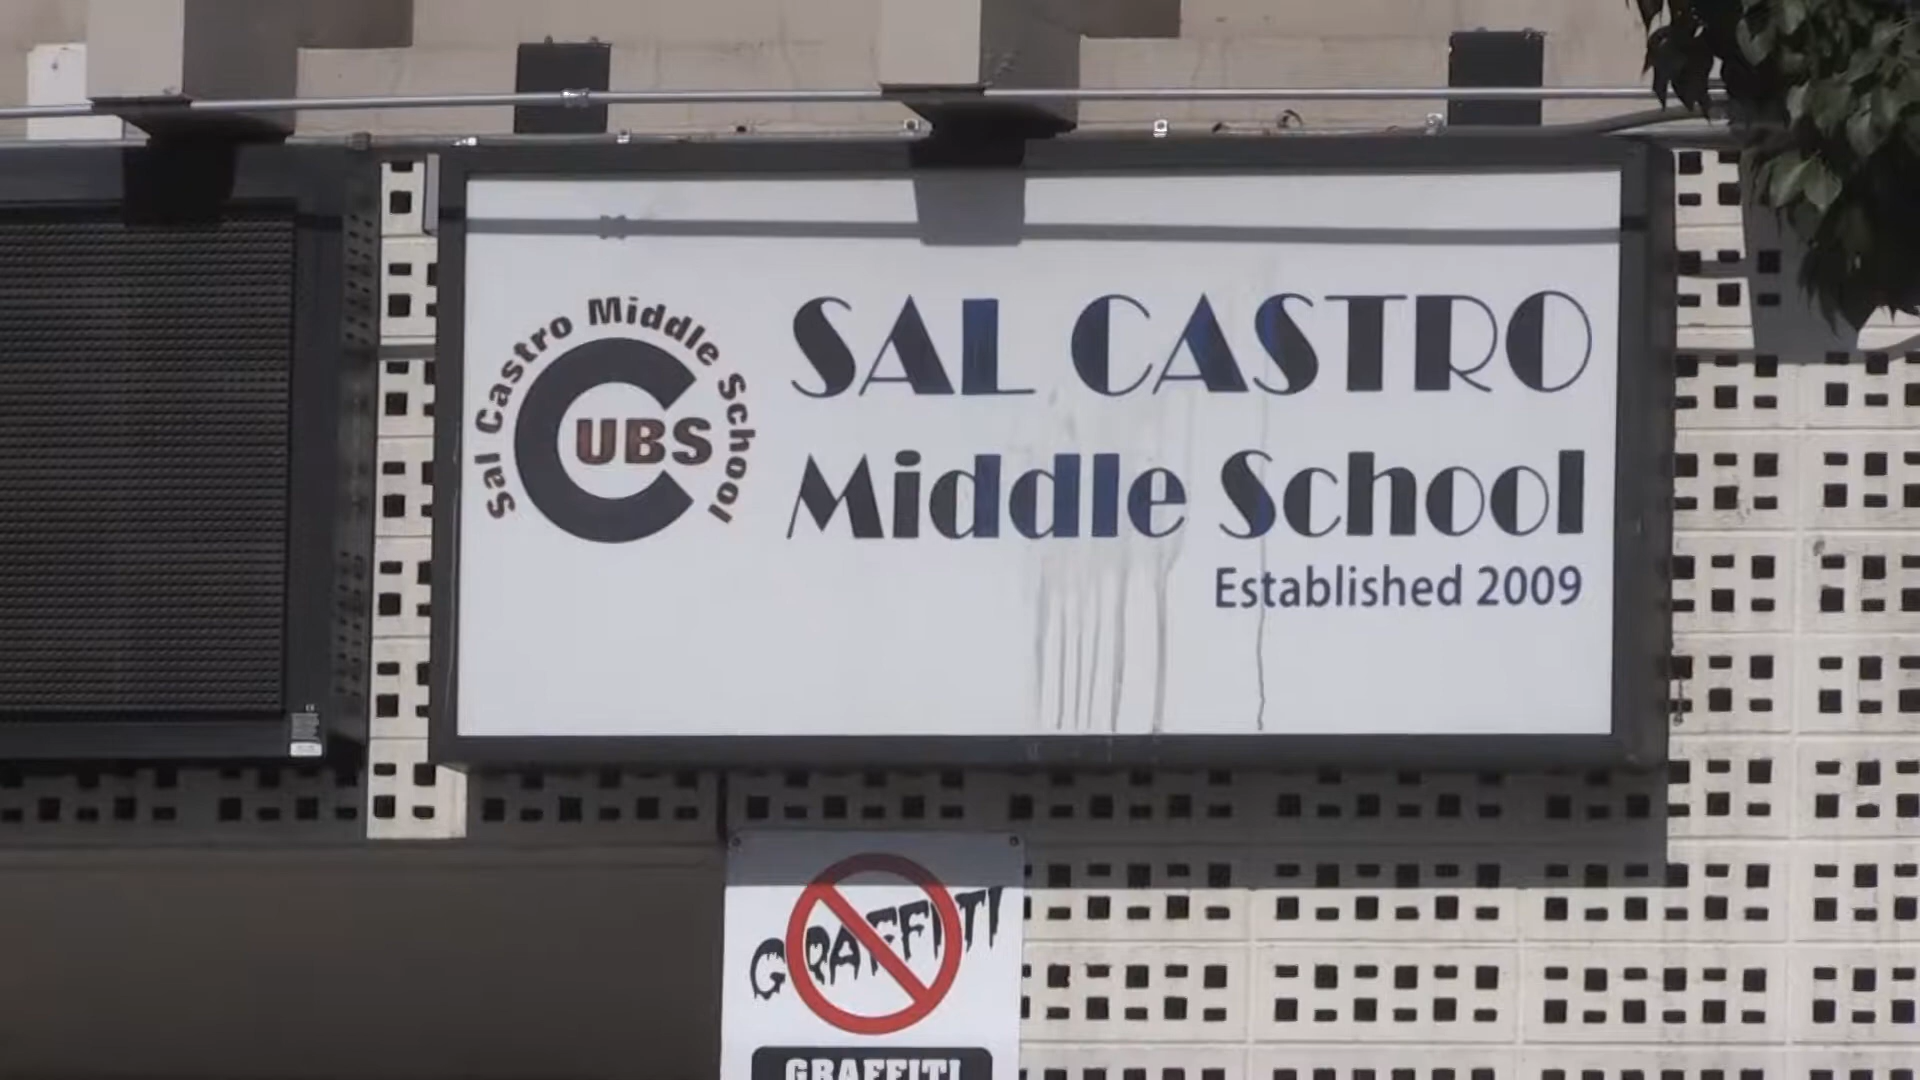 Sal Castro Middle School
CUBS
SAL CASTRO
Middle School
Established 2009
GRAFFITI
GRAFFITI